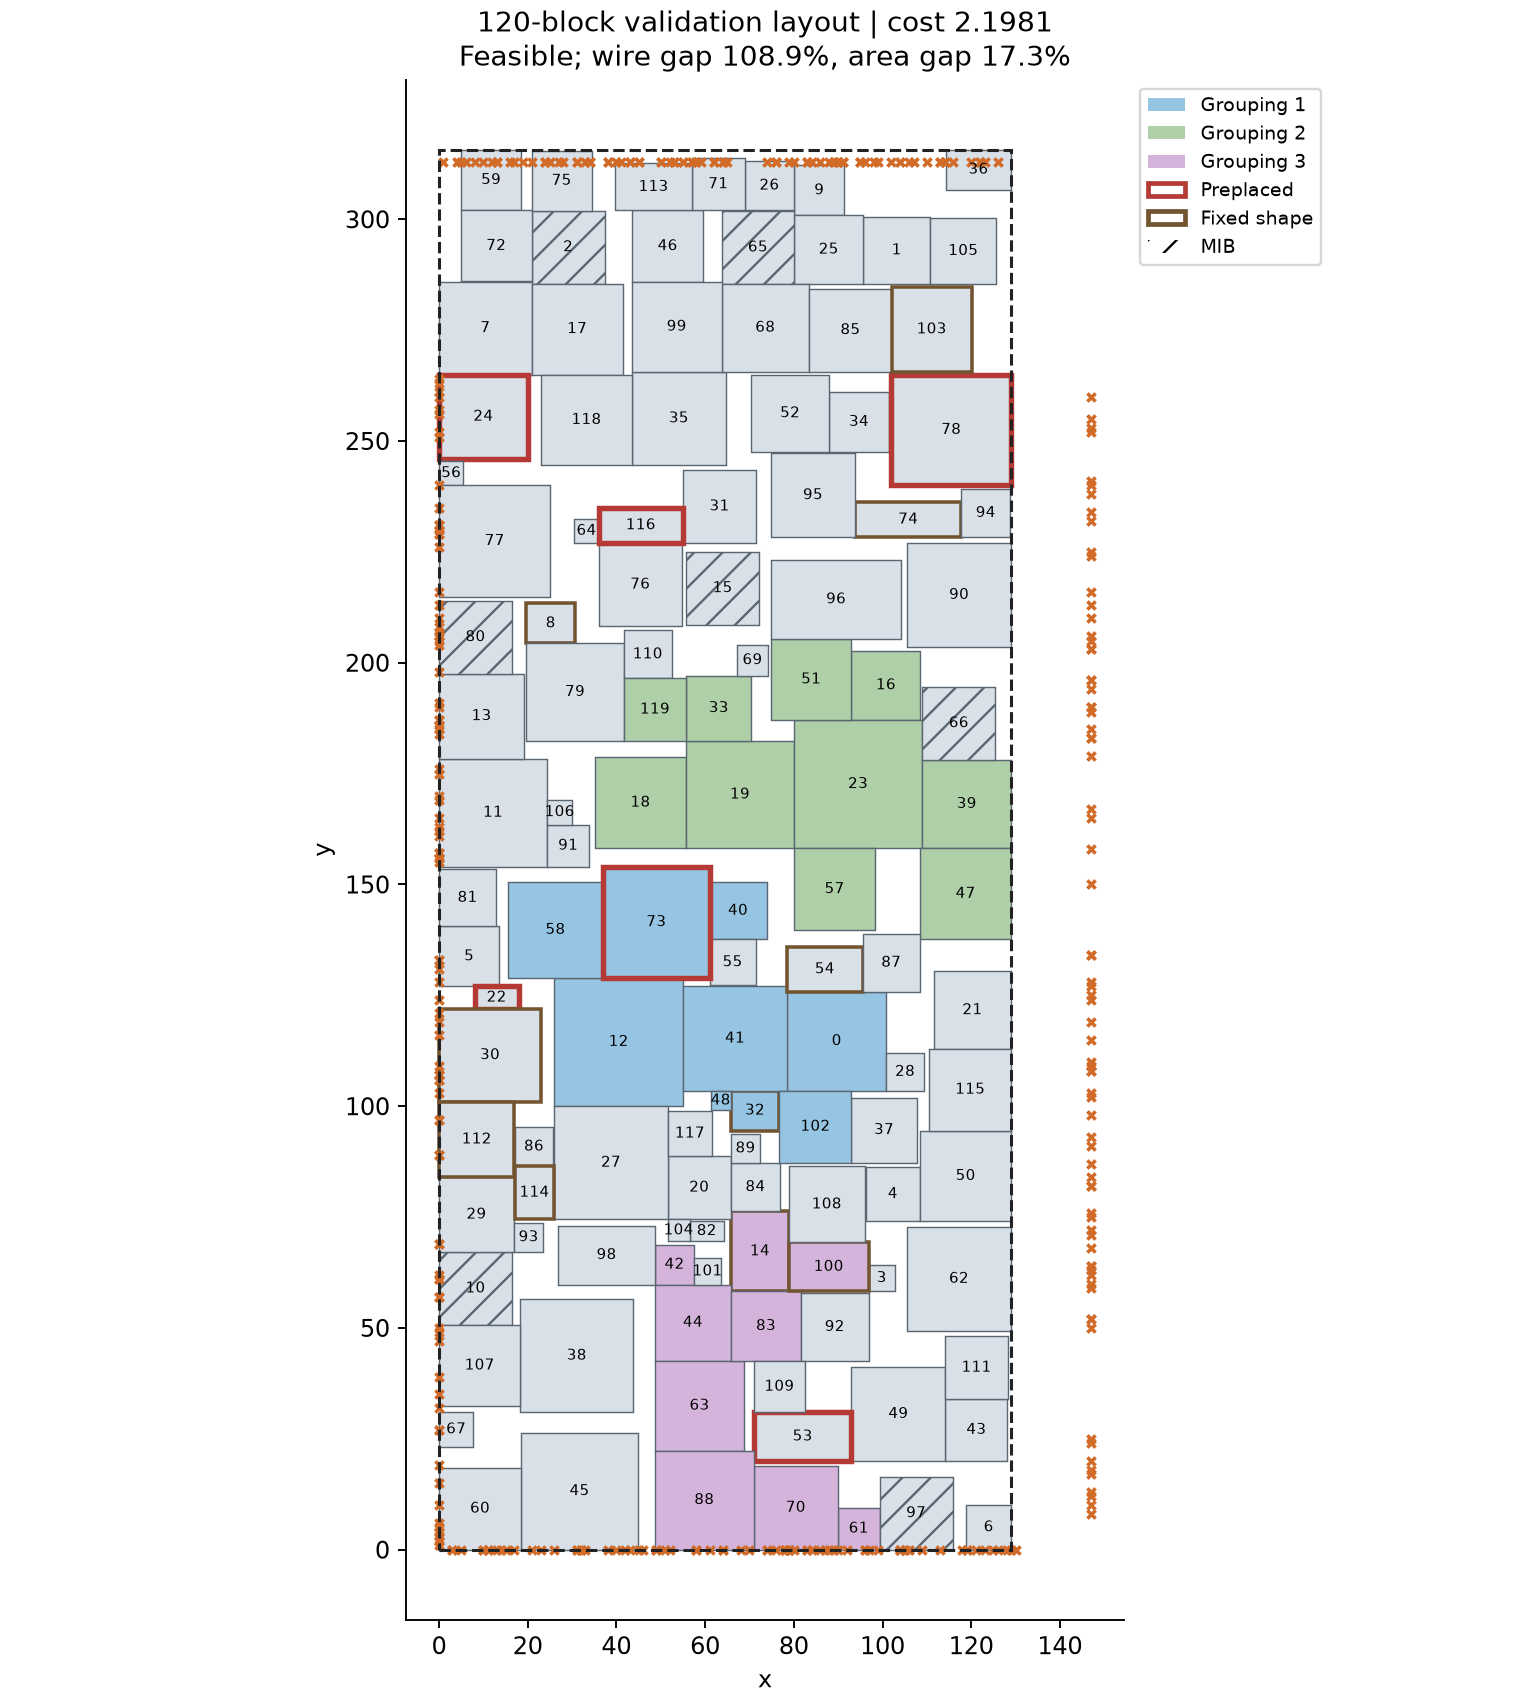 120-block validation layout | cost 2.1981
Feasible; wire gap 108.9%, area gap 17.3%
Grouping 1
Grouping 2
Grouping 3
Preplaced
Fixed shape
MIB
36
59 75 113 71 26 9
72 2 46 65 25 1 105
300
7 17 99 68 85 103
24 118 35 52 34 78
250
56
77 64 116 31 95 74 94
76 15 96 90
80 8
200
110 69 51 16
13 79 119 33 66
11 106 18 19 23 39
91
y
150
81 58 73 40 57 47
5 55 54 87
22 21
30 12 41 0 28 115
100
48 32 102 37
112 86 27 117 89
114 20 84 108 4 50
29 93 104 82
98 42 101 14 100 3 62
10
50
107 38 44 83 92 111
67 63 109 53 49 43
60 45 88 70 61 97 6
0
0 20 40 60 80 100 120 140
x